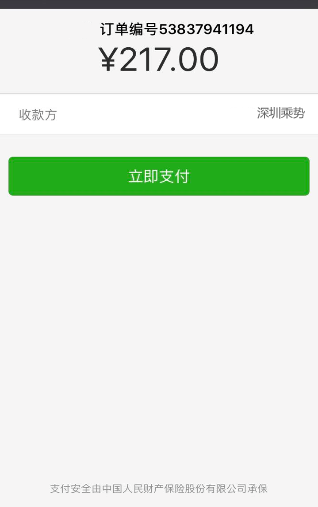 订单编号53837941194
¥217.00
收款方 深圳乘势
立即支付
支付安全由中国人民财产保险股份有限公司承保